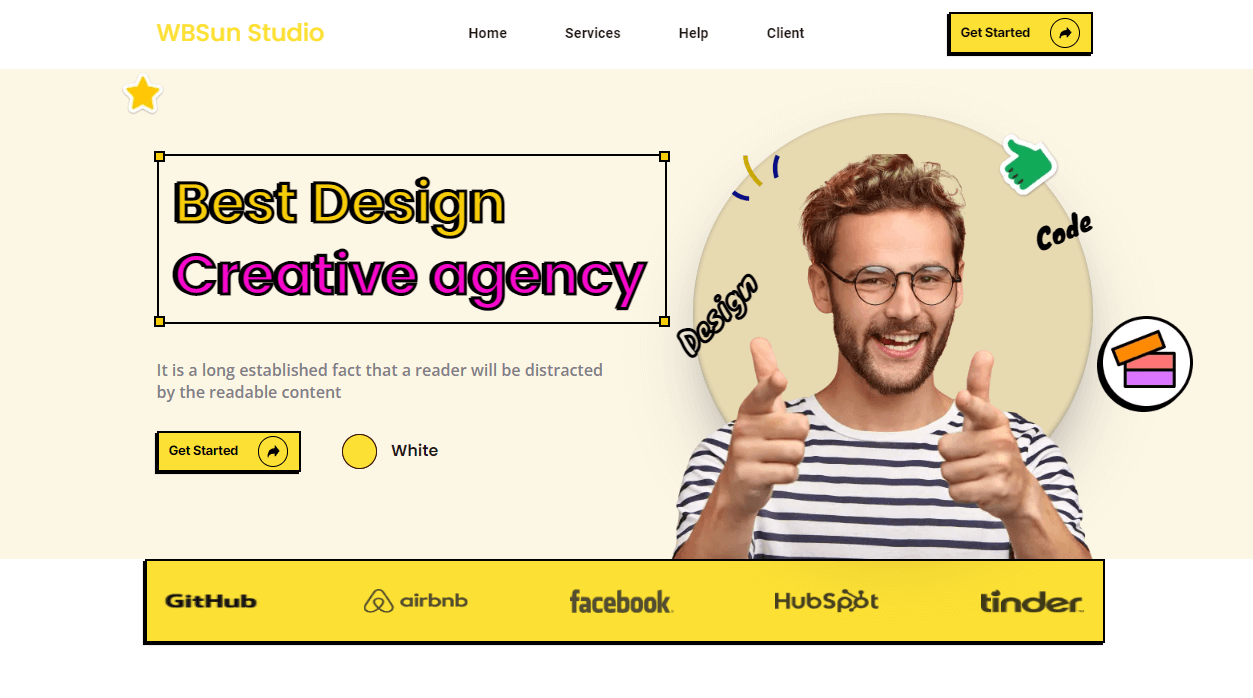 WBSun Studio
Home
Services
Help
Client
Get Started
Best Design
Creative agency
Code
Design
It is a long established fact that a reader will be distracted
by the readable content
Get Started
White
GitHub
airbnb
facebook.
HubSpot
tinder™